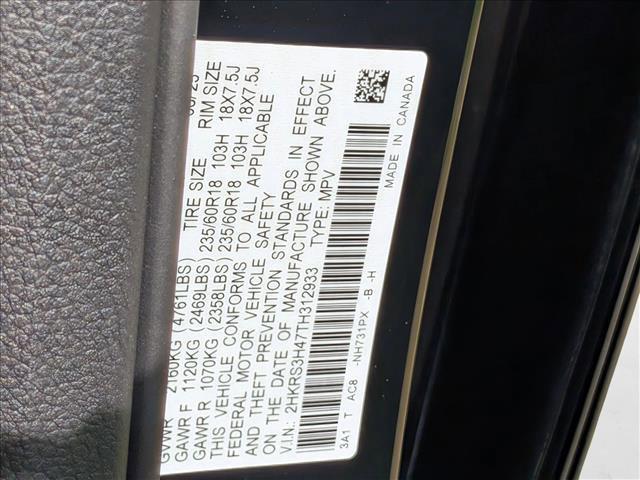 GVWR 2160KG (4761LBS) TIRE SIZE RIM SIZE
GAWR F 1120KG (2469LBS) 235/60R18 103H 18X7.5J
GAWR R 1070KG (2358LBS) 235/60R18 103H 18X7.5J
THIS VEHICLE CONFORMS TO ALL APPLICABLE
FEDERAL MOTOR VEHICLE SAFETY
AND THEFT PREVENTION STANDARDS IN EFFECT
ON THE DATE OF MANUFACTURE SHOWN ABOVE.
V.I.N.: 2HKRS3H47TH312933 TYPE: MPV
3A1 T AC8 -NH731PX -B -H
MADE IN CANADA